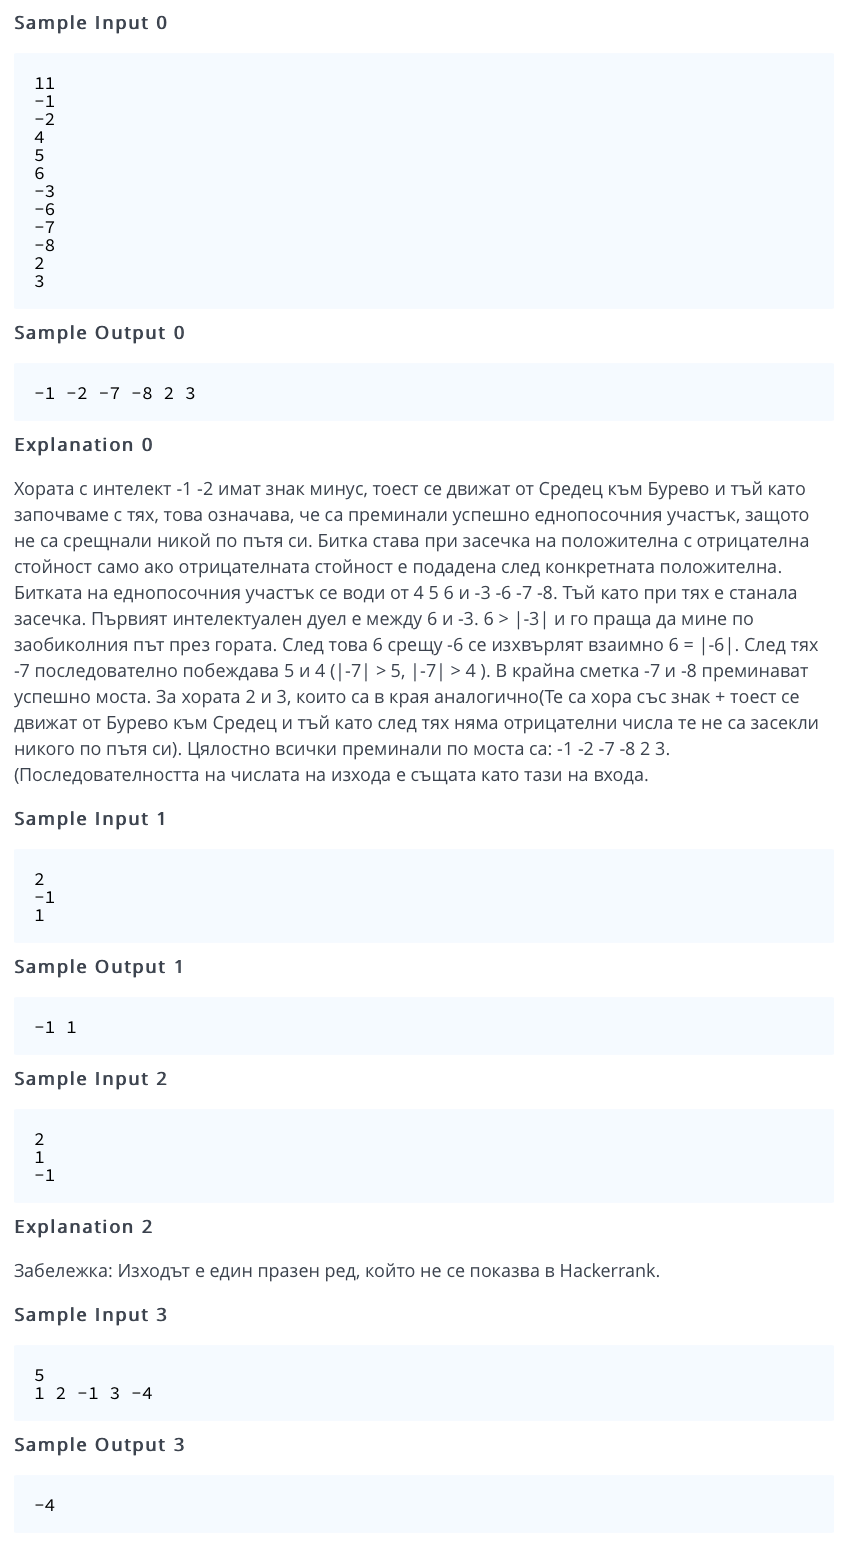 Sample Input 0
11
-1
-2
4
5
6
-3
-6
-7
-8
2
3
Sample Output 0
-1 -2 -7 -8 2 3
Explanation 0
Хората с интелект -1 -2 имат знак минус, тоест се движат от Средец към Бурево и тъй като
започваме с тях, това означава, че са преминали успешно еднопосочния участък, защото
не са срещнали никой по пътя си. Битка става при засечка на положителна с отрицателна
стойност само ако отрицателната стойност е подадена след конкретната положителна.
Битката на еднопосочния участък се води от 4 5 6 и -3 -6 -7 -8. Тъй като при тях е станала
засечка. Първият интелектуален дуел е между 6 и -3. 6 > |-3| и го праща да мине по
заобиколния път през гората. След това 6 срещу -6 се изхвърлят взаимно 6 = |-6|. След тях
-7 последователно побеждава 5 и 4 (|-7| > 5, |-7| > 4 ). В крайна сметка -7 и -8 преминават
успешно моста. За хората 2 и 3, които са в края аналогично(Те са хора със знак + тоест се
движат от Бурево към Средец и тъй като след тях няма отрицателни числа те не са засекли
никого по пътя си). Цялостно всички преминали по моста са: -1 -2 -7 -8 2 3.
(Последователността на числата на изхода е същата като тази на входа.
Sample Input 1
2
-1
1
Sample Output 1
-1 1
Sample Input 2
2
1
-1
Explanation 2
Забележка: Изходът е един празен ред, който не се показва в Hackerrank.
Sample Input 3
5
1 2 -1 3 -4
Sample Output 3
-4